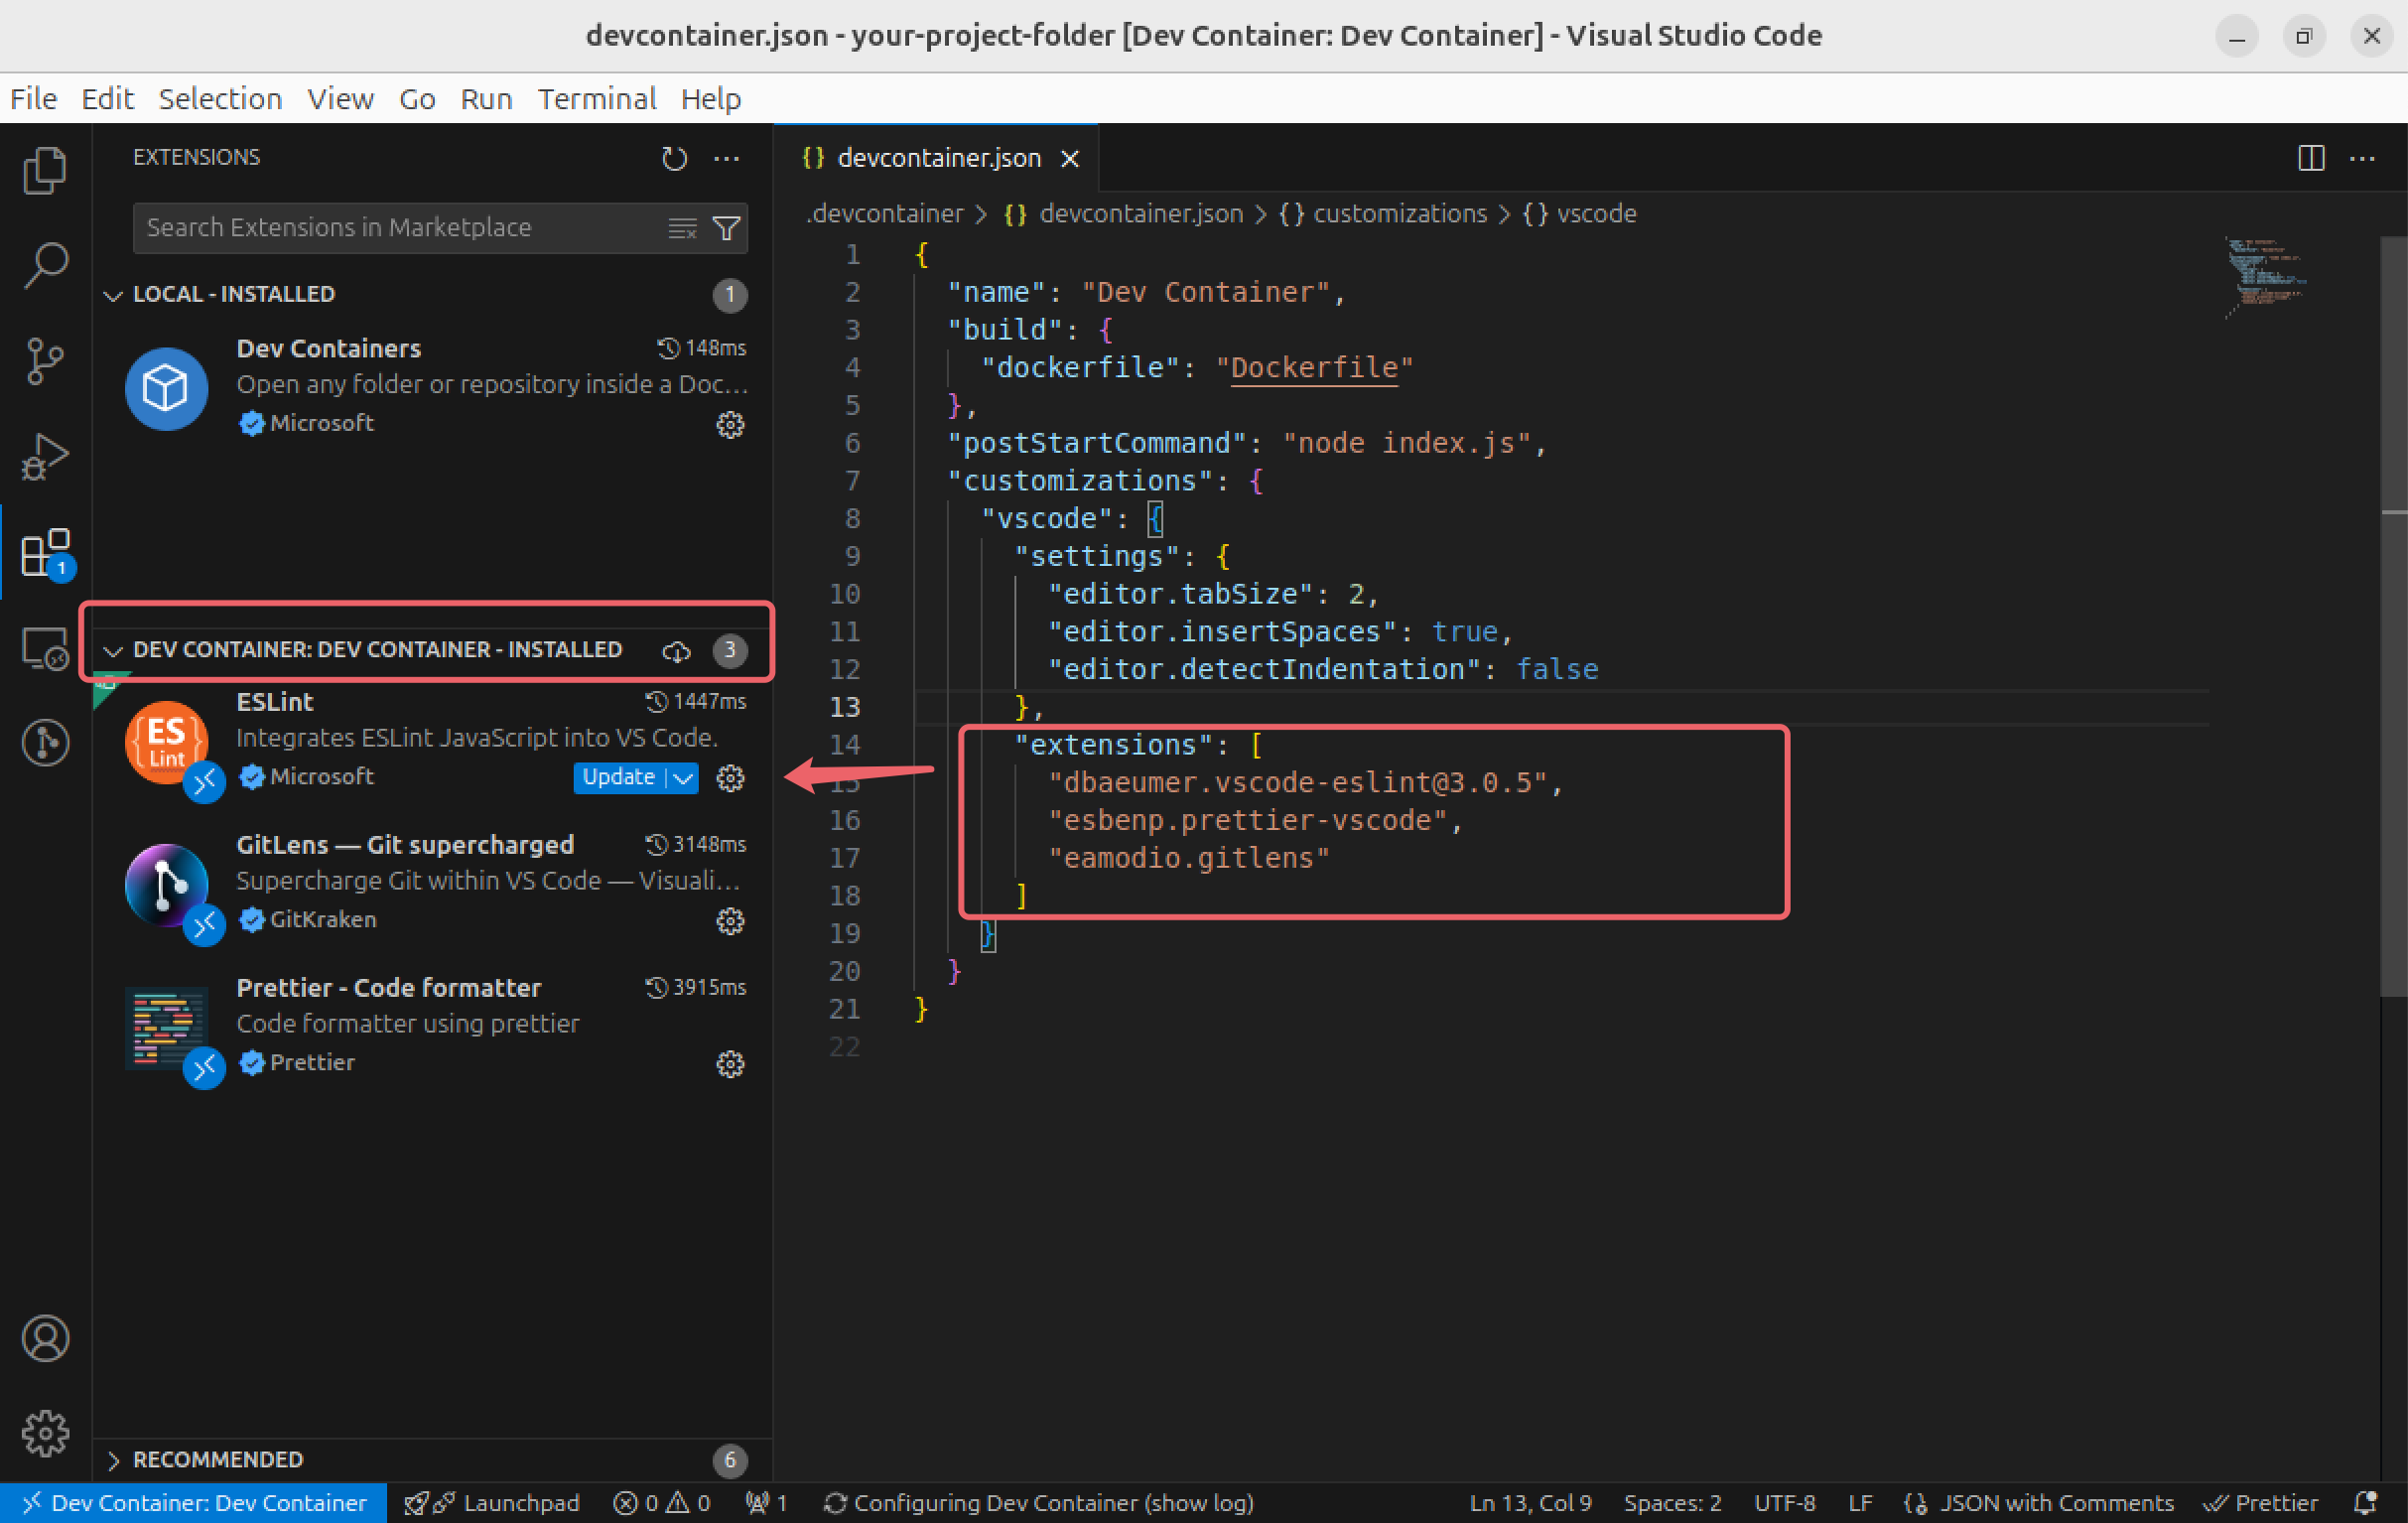 devcontainer.json - your-project-folder [Dev Container: Dev Container] - Visual Studio Code
File Edit Selection View Go Run Terminal Help
EXTENSIONS
Search Extensions in Marketplace
LOCAL - INSTALLED 1
Dev Containers 148ms
Open any folder or repository inside a Doc...
Microsoft
1
DEV CONTAINER: DEV CONTAINER - INSTALLED 3
ESLint 1447ms
Integrates ESLint JavaScript into VS Code.
Microsoft Update
ES
Lint
GitLens — Git supercharged 3148ms
Supercharge Git within VS Code — Visuali...
GitKraken
Prettier - Code formatter 3915ms
Code formatter using prettier
Prettier
RECOMMENDED 6
{} devcontainer.json
.devcontainer > {} devcontainer.json > {} customizations > {} vscode
1 {
2 "name": "Dev Container",
3 "build": {
4 "dockerfile": "Dockerfile"
5 },
6 "postStartCommand": "node index.js",
7 "customizations": {
8 "vscode": {
9 "settings": {
10 "editor.tabSize": 2,
11 "editor.insertSpaces": true,
12 "editor.detectIndentation": false
13 },
14 "extensions": [
15 "dbaeumer.vscode-eslint@3.0.5",
16 "esbenp.prettier-vscode",
17 "eamodio.gitlens"
18 ]
19 }
20 }
21 }
22
Dev Container: Dev Container Launchpad 0 0 1 Configuring Dev Container (show log) Ln 13, Col 9 Spaces: 2 UTF-8 LF {} JSON with Comments Prettier